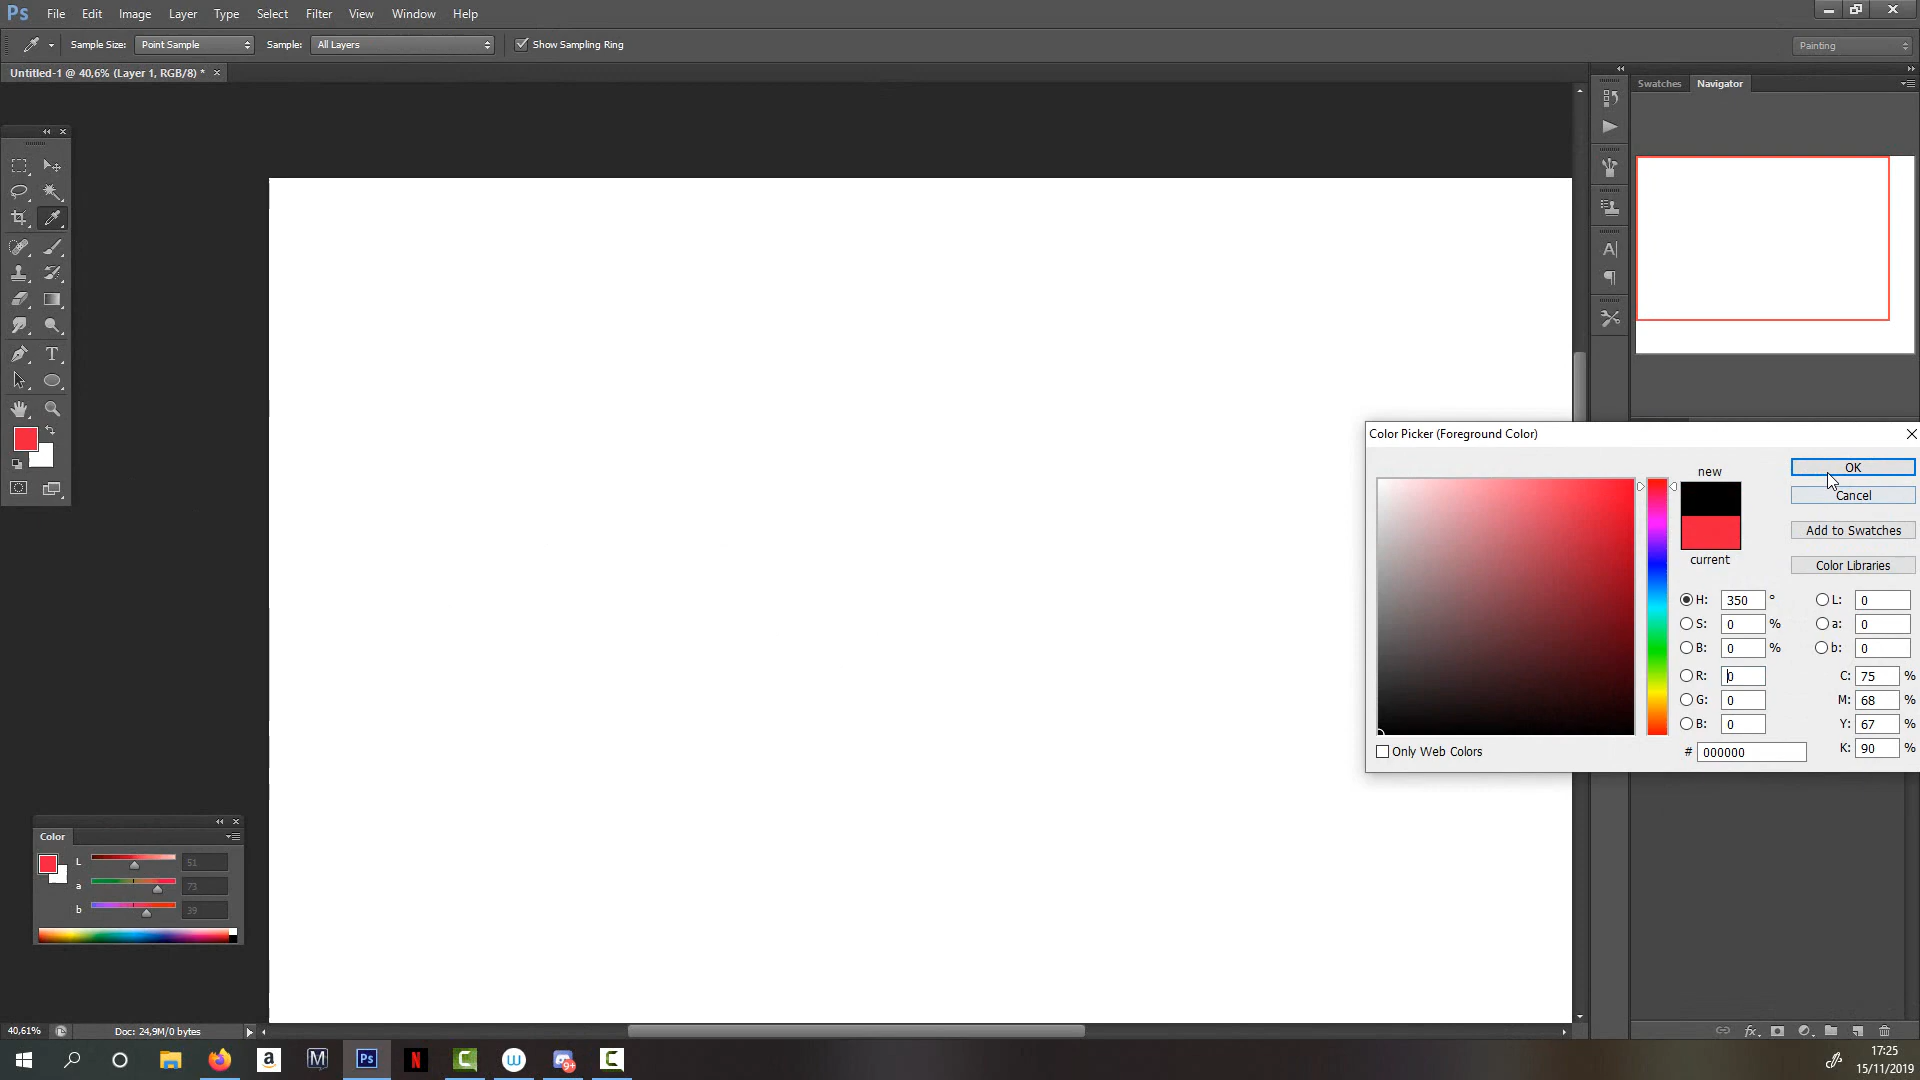 Ps File Edit Image Layer Type Select Filter View Window Help
Sample Size: Point Sample Sample: All Layers Show Sampling Ring Painting
Untitled-1 @ 40,6% (Layer 1, RGB/8) * ×
Swatches Navigator
Color Picker (Foreground Color)
new
OK
Cancel
Add to Swatches
current
Color Libraries
H: 350 ° L: 0
S: 0 % a: 0
B: 0 % b: 0
R: 0 C: 75 %
G: 0 M: 68 %
B: 0 Y: 67 %
Only Web Colors # 000000 K: 90 %
Color
L 51
a 73
b 39
40,61% Doc: 24,9M/0 bytes
fx
17:25
15/11/2019